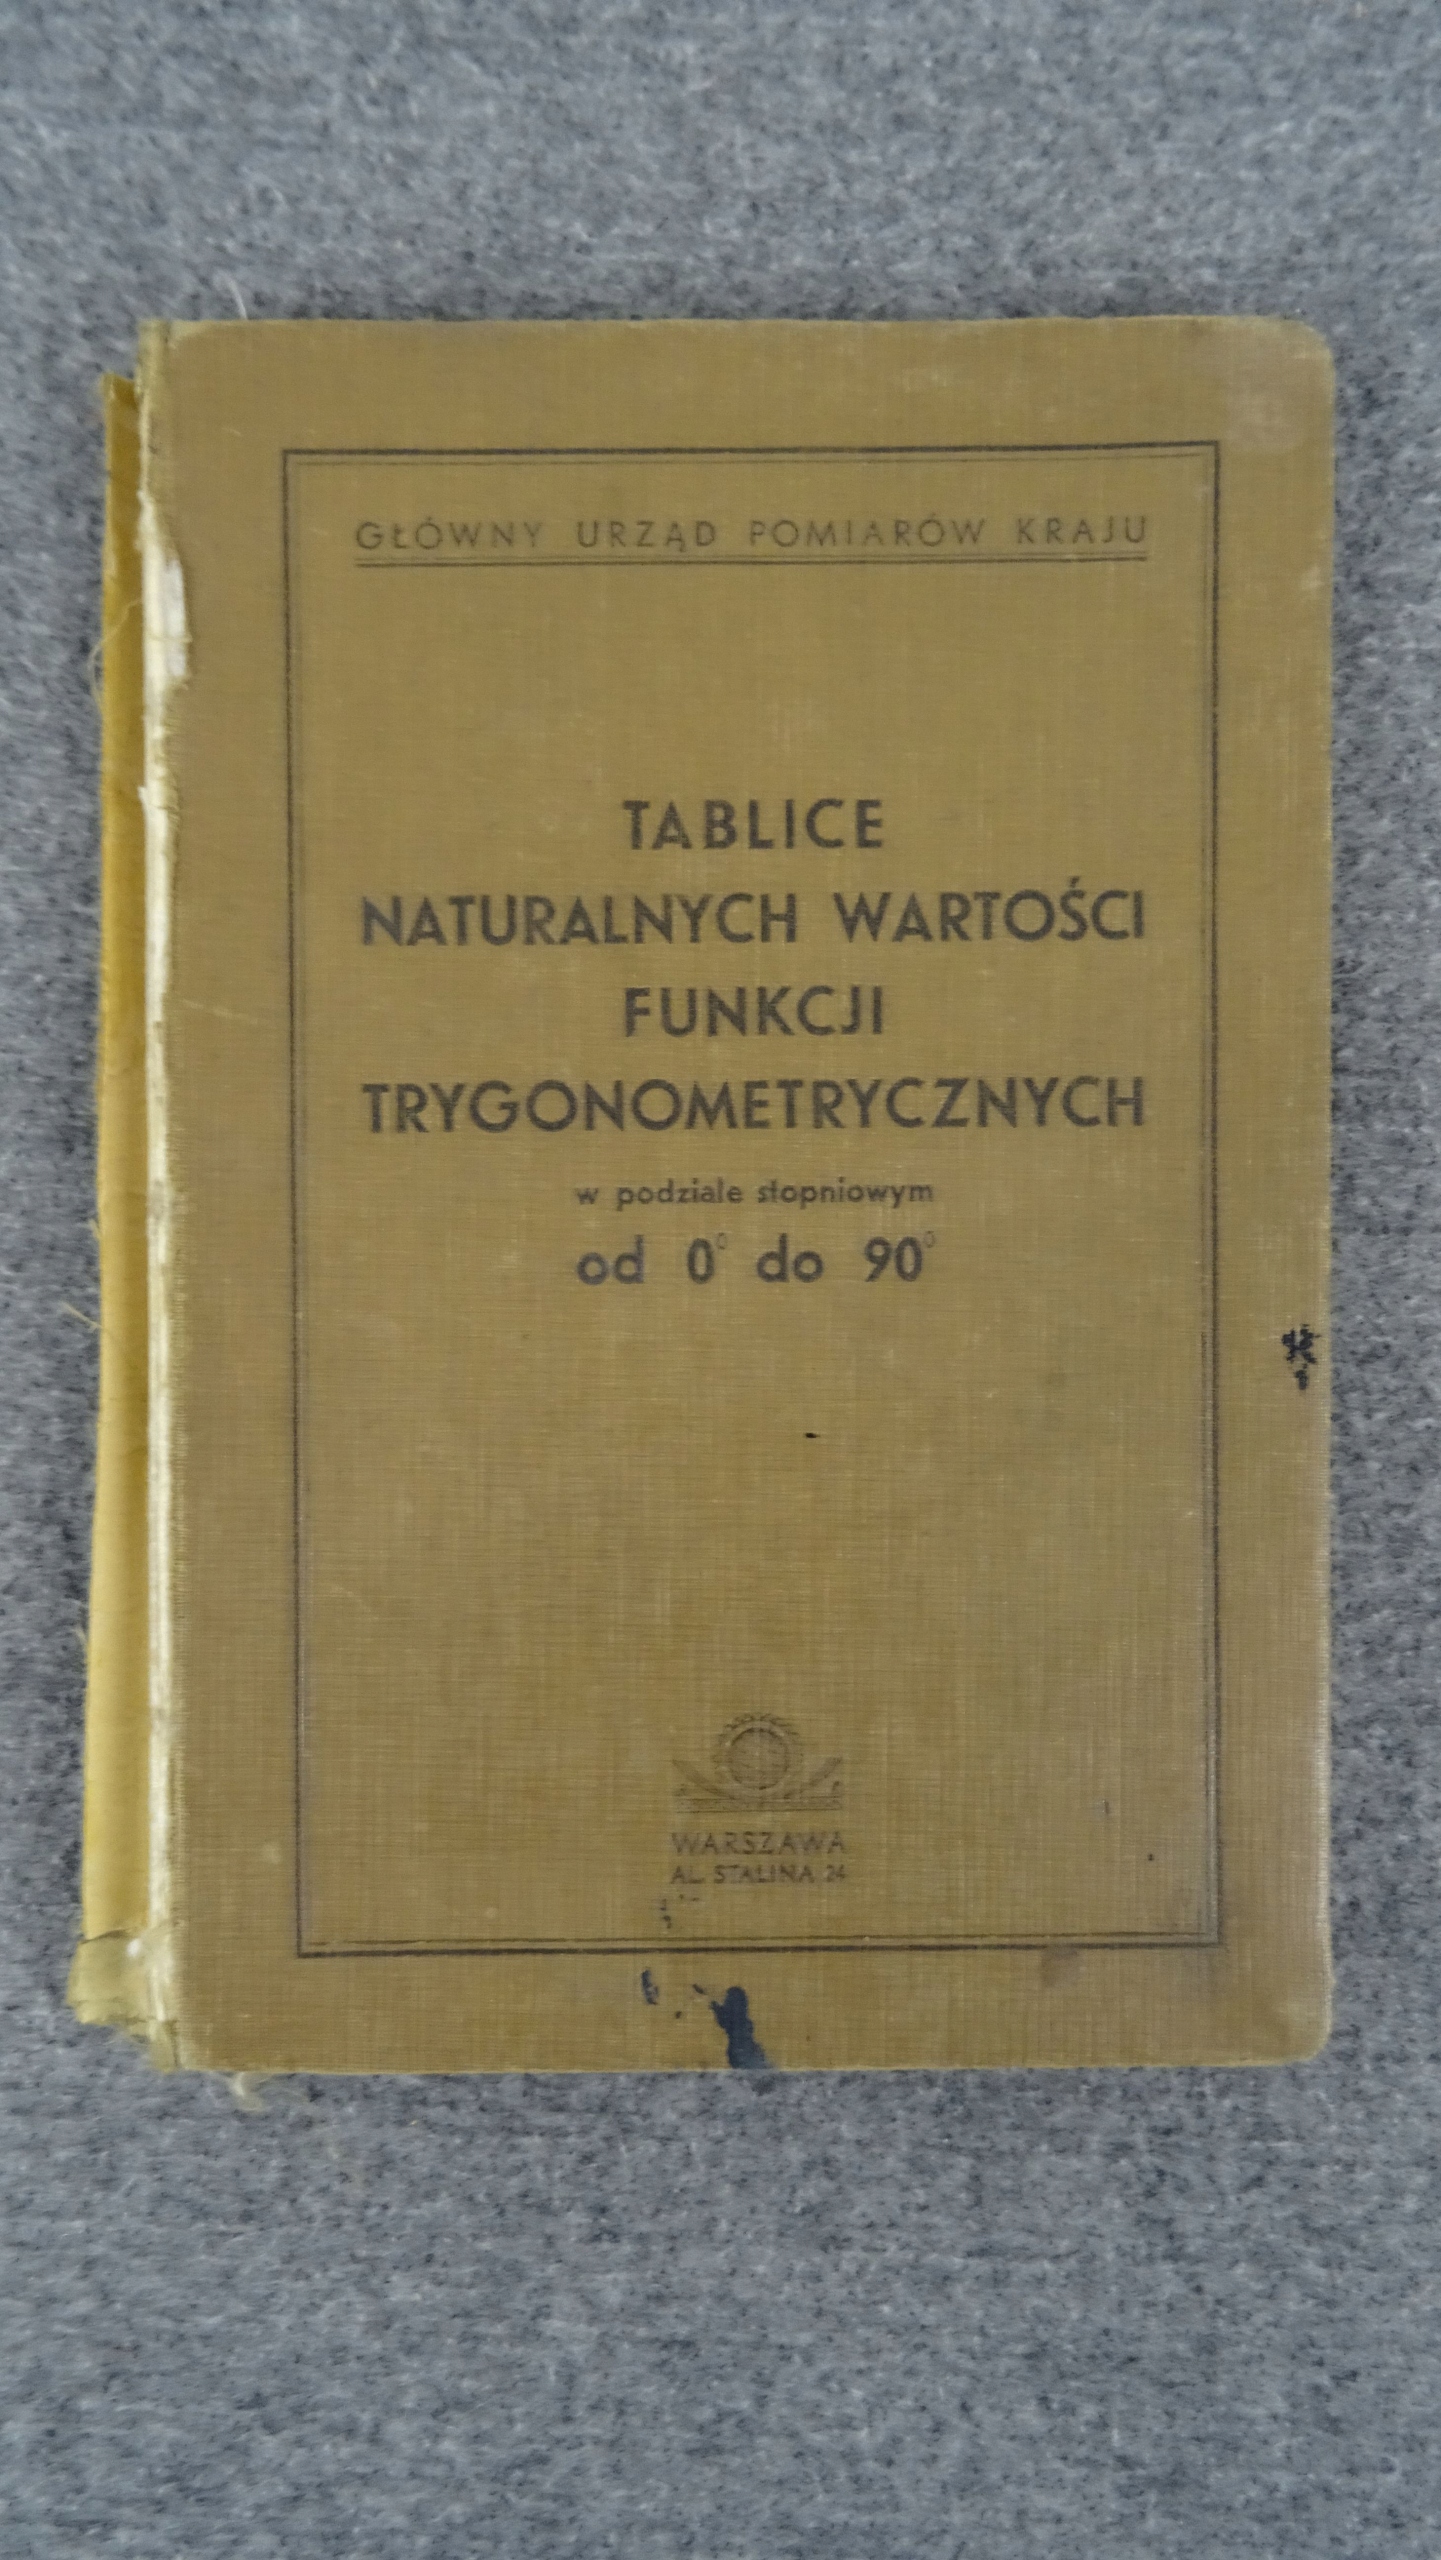 GŁÓWNY URZĄD POMIARÓW KRAJU
TABLICE
NATURALNYCH WARTOŚCI
FUNKCJI
TRYGONOMETRYCZNYCH
w podziale stopniowym
od 0° do 90°
WARSZAWA
AL. STALINA 24